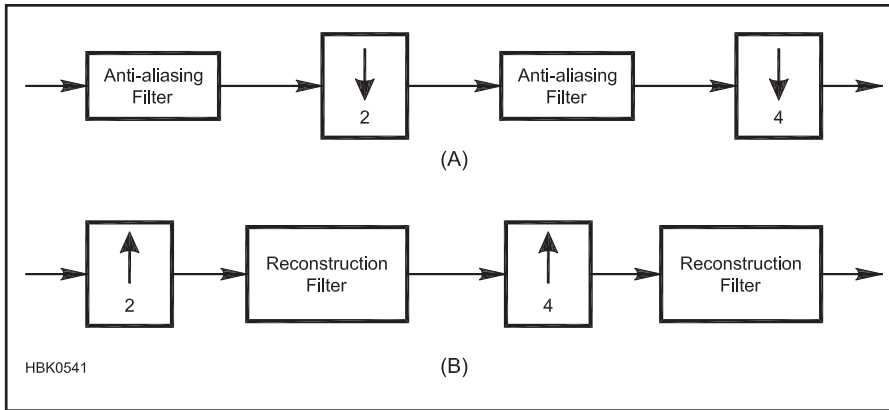 Anti-aliasing
Filter
2
Anti-aliasing
Filter
4
(A)
2
Reconstruction
Filter
4
Reconstruction
Filter
HBK0541
(B)